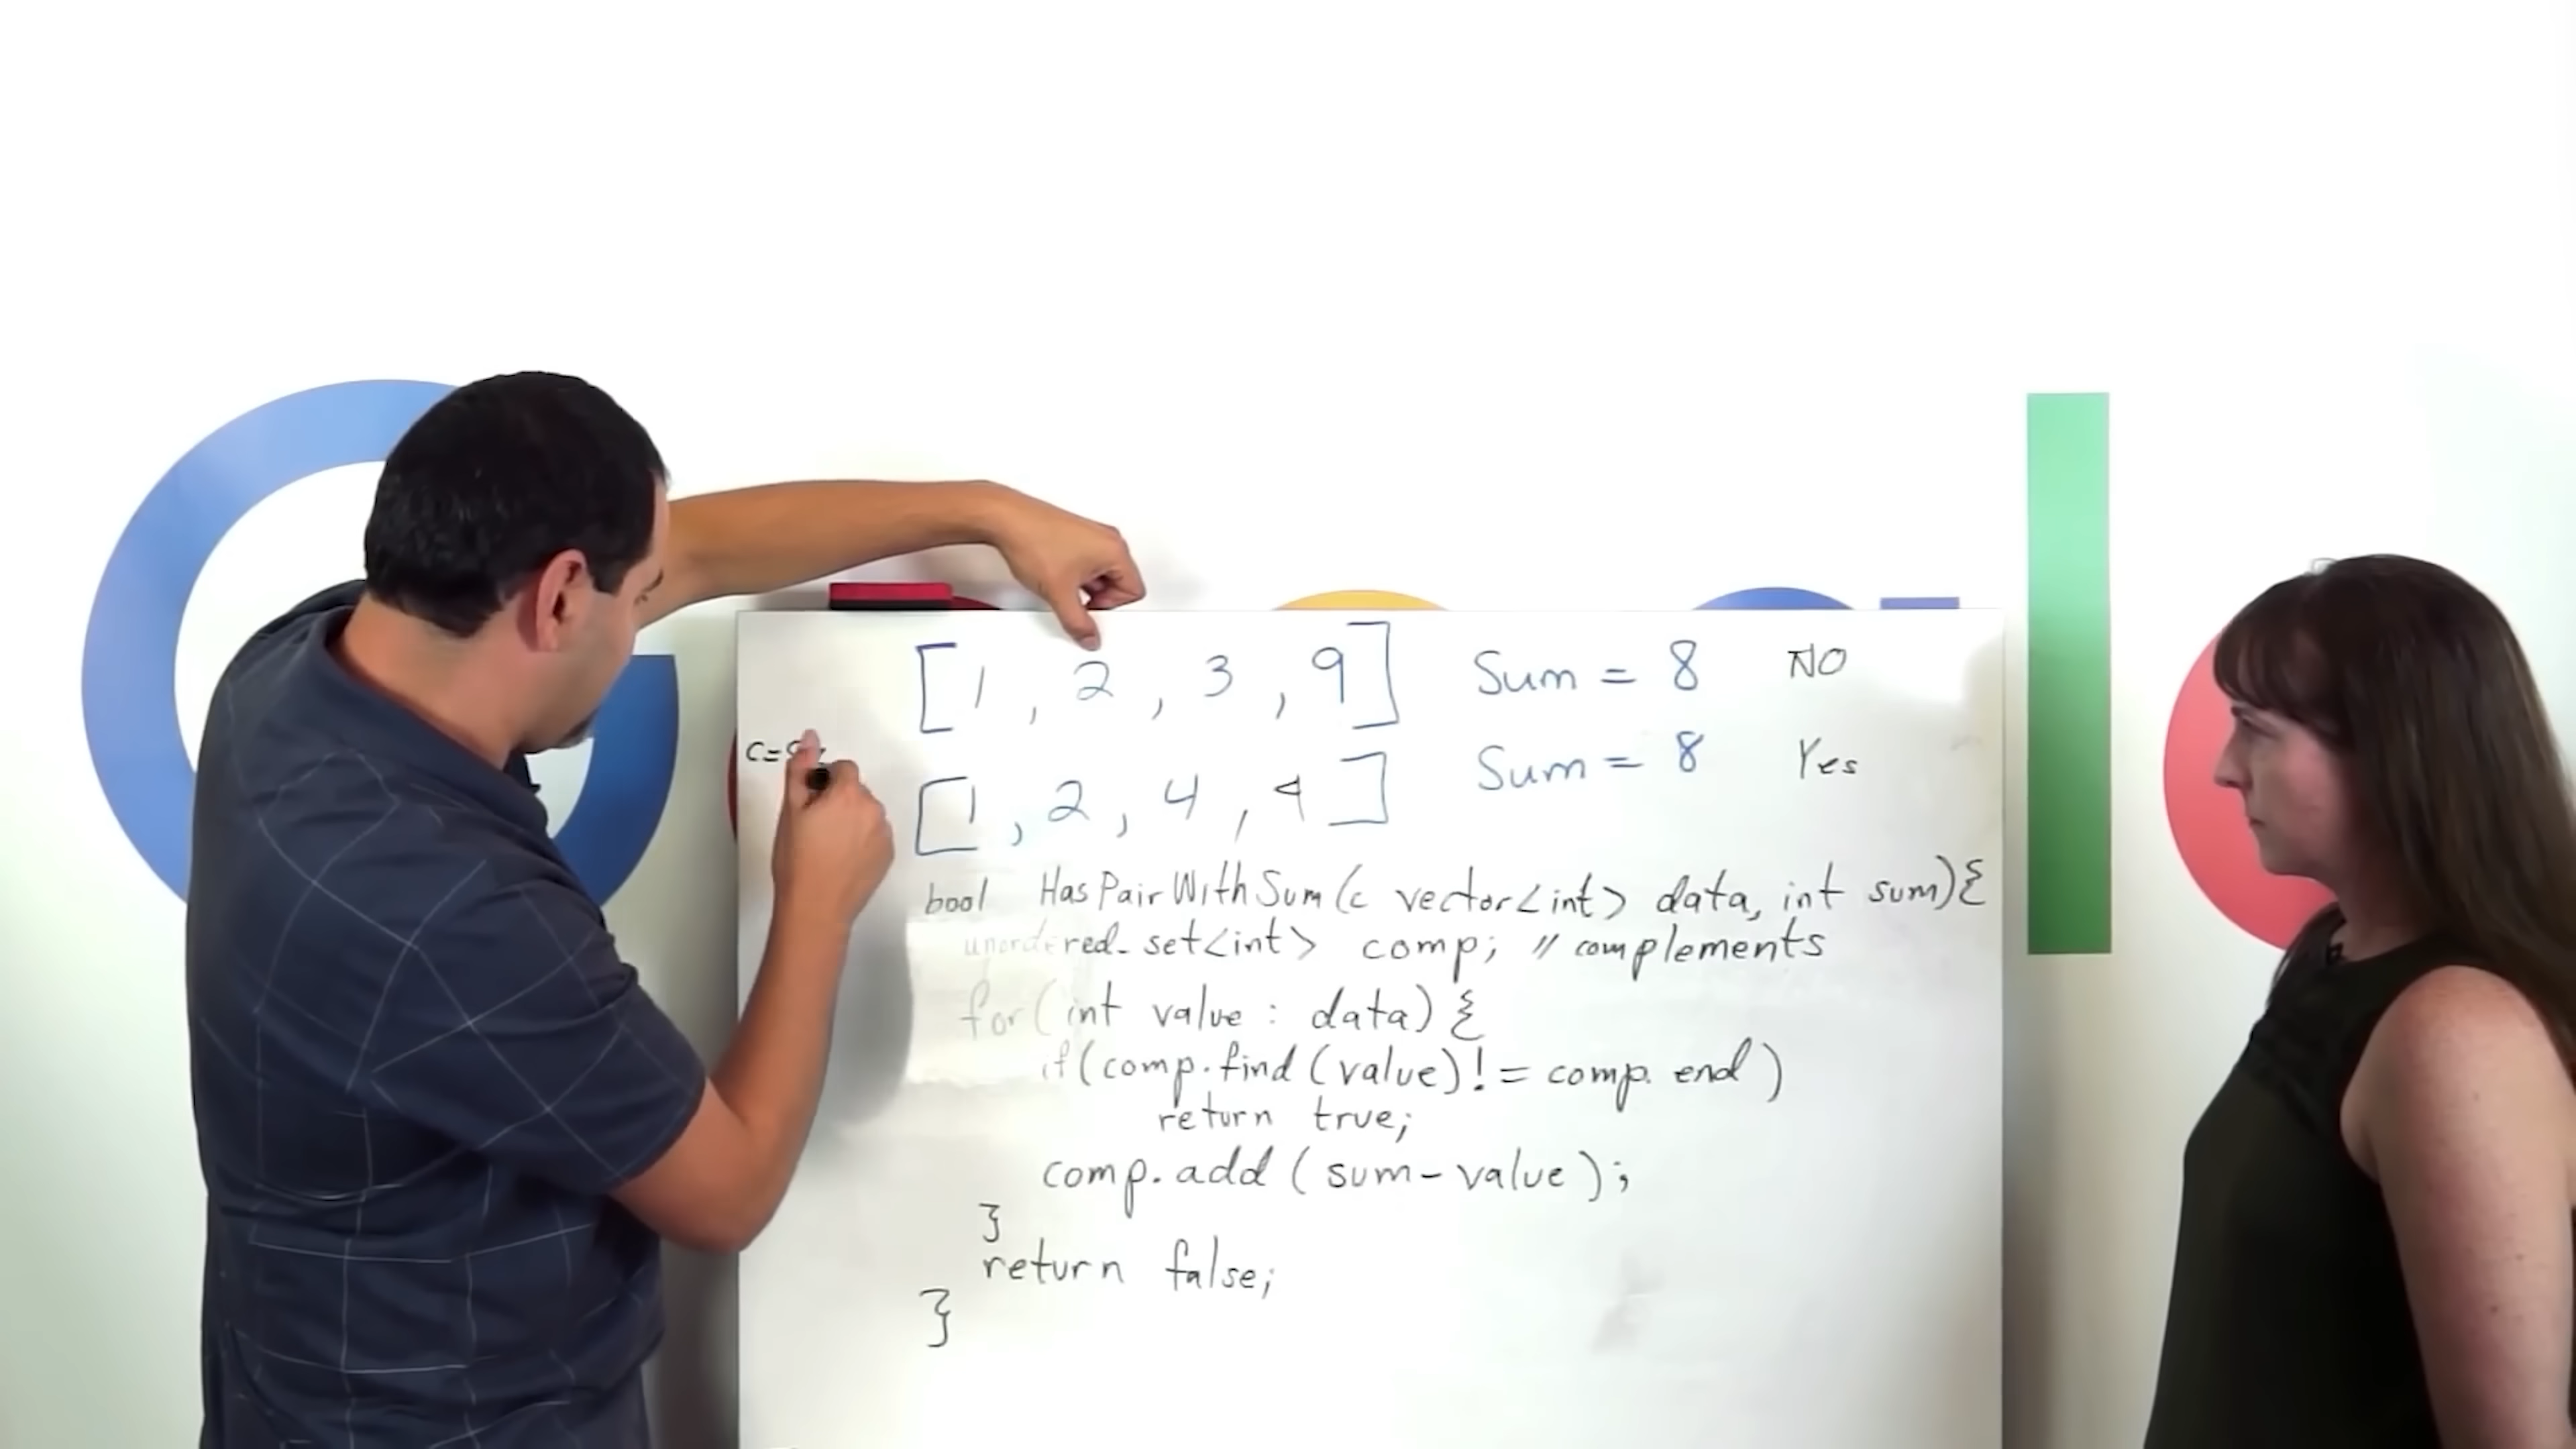 [1, 2, 3, 9] Sum = 8 NO
c=
[1, 2, 4, 4] Sum = 8 Yes
bool HasPairWithSum(c vector<int> data, int sum){
unordered_set<int> comp; // complements
for(int value : data) {
if(comp.find(value)!= comp. end)
return true;
comp.add(sum-value);
}
return false;
}